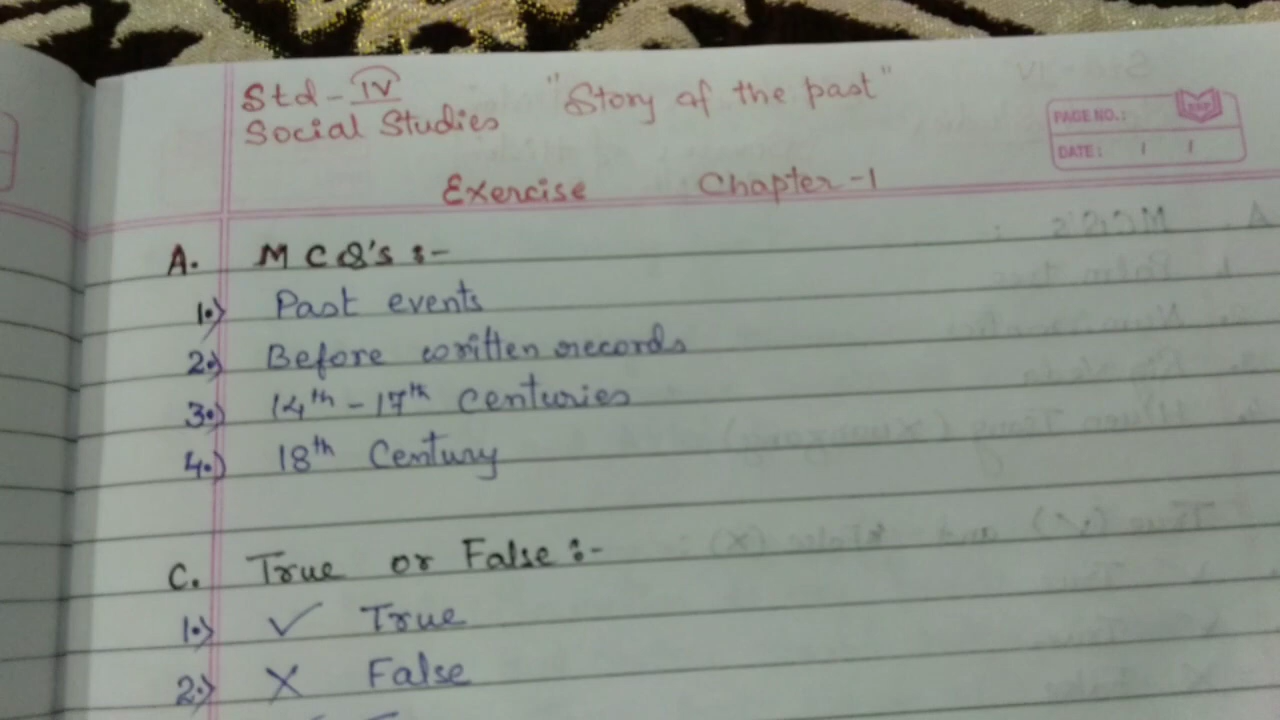 Std - IV "Story of the past"
Social Studies
PAGE NO.:
DATE: / /
Exercise Chapter -1
A. MCQ's :-
1.) Past events
2.) Before written records
3.) 14th - 17th Centuries
4.) 18th Century
C. True or False :-
1.) ✓ True
2.) X False